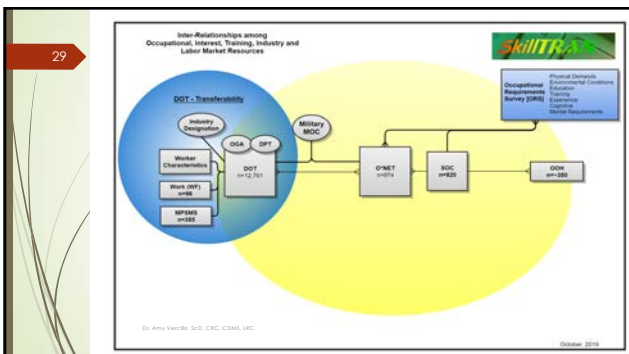 29
Inter-Relationships among
Occupational, Interest, Training, Industry and
Labor Market Resources
SkillTRAN
Occupational
Requirements
Survey [ORS]
Physical Demands
Environmental Conditions
Education
Training
Experience
Cognitive
Mental Requirements
DOT - Transferability
Industry
Designation
OGA
DPT
Military
MOC
Worker
Characteristics
Work (WF)
MPSMS
DOT
n=12,761
O*NET
n=974
SOC
n=820
OOH
Dr. Amy Vercillo, ScD, CRC, CDMS, LRC
October, 2019